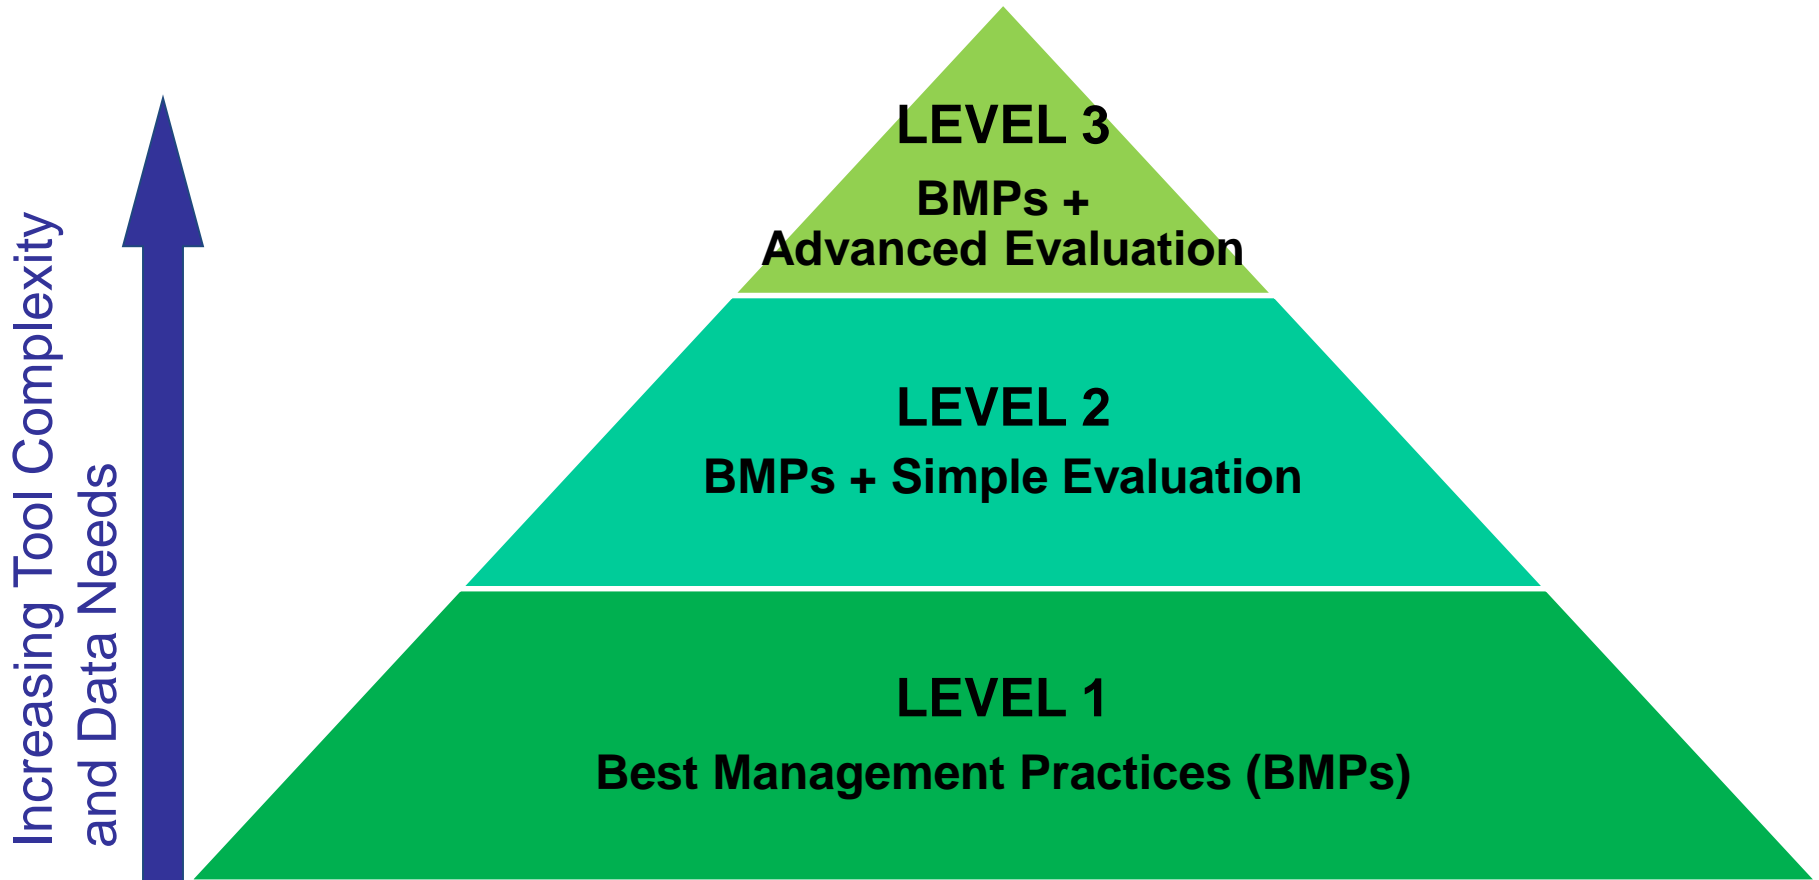 Increasing Tool Complexity
and Data Needs
LEVEL 3
BMPs +
Advanced Evaluation
LEVEL 2
BMPs + Simple Evaluation
LEVEL 1
Best Management Practices (BMPs)